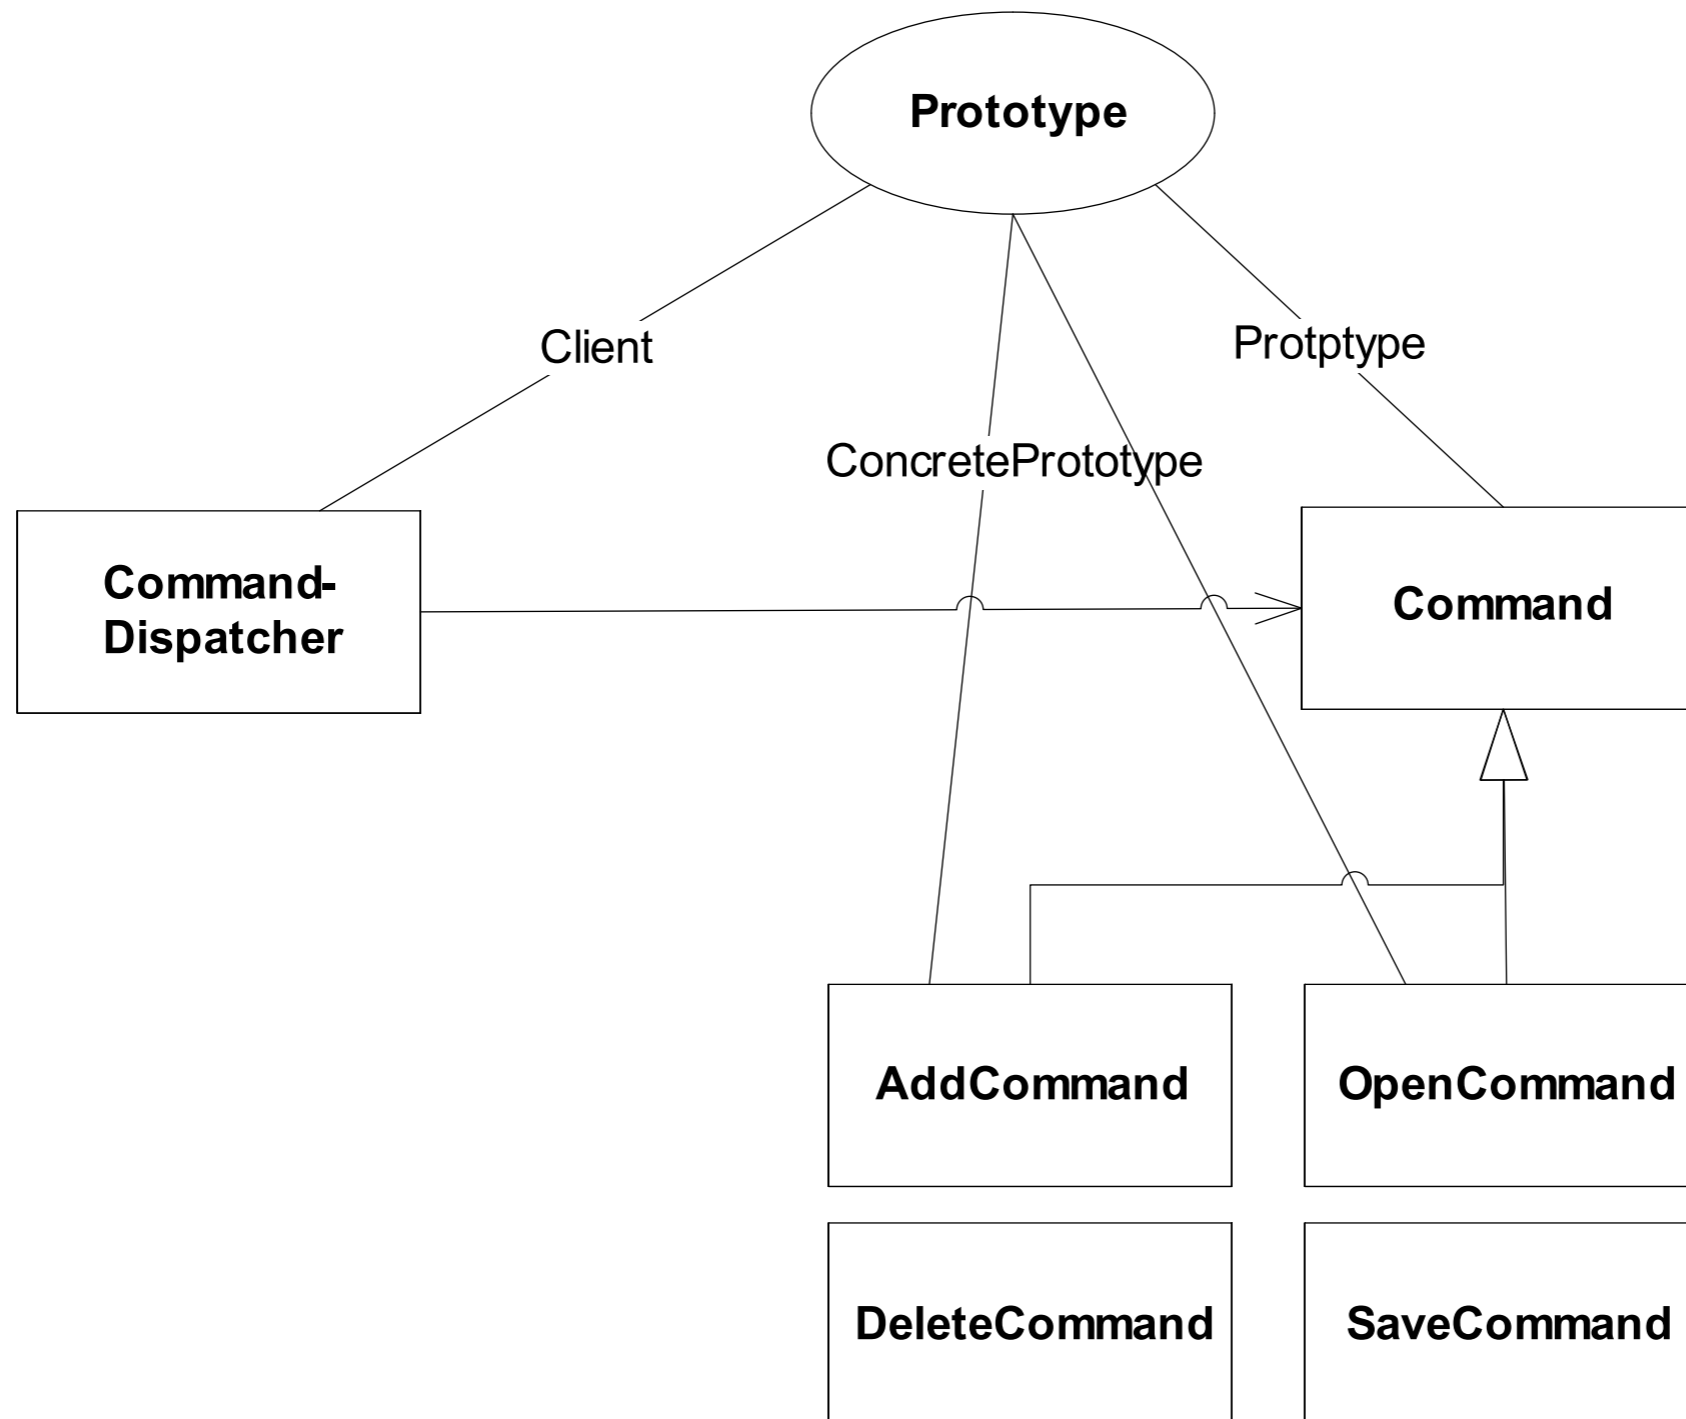 Prototype
Client
Protptype
ConcretePrototype
Command-
Dispatcher
Command
AddCommand
OpenCommand
DeleteCommand
SaveCommand